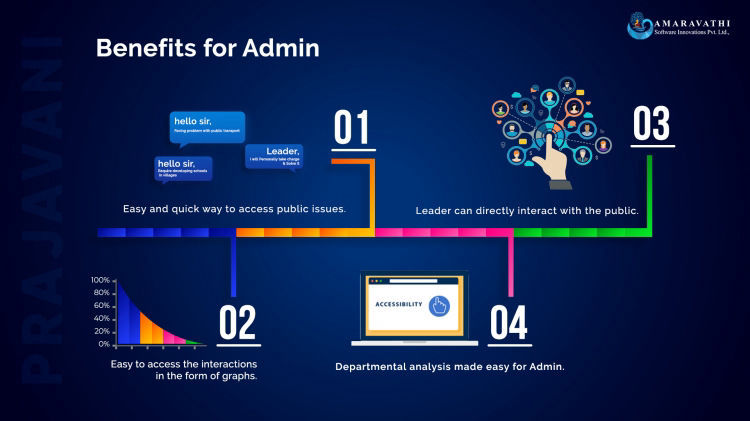 AMARAVATHI
Software Innovations Pvt. Ltd.,
Benefits for Admin
PRAJAVANI
hello sir,
Facing problem with public transport
Leader,
I will Personally take charge
& Solve it
hello sir,
Require developing schools
in villages
01
Easy and quick way to access public issues.
03
Leader can directly interact with the public.
100%
80%
60%
40%
20%
0%
02
Easy to access the interactions
in the form of graphs.
ACCESSIBILITY
04
Departmental analysis made easy for Admin.